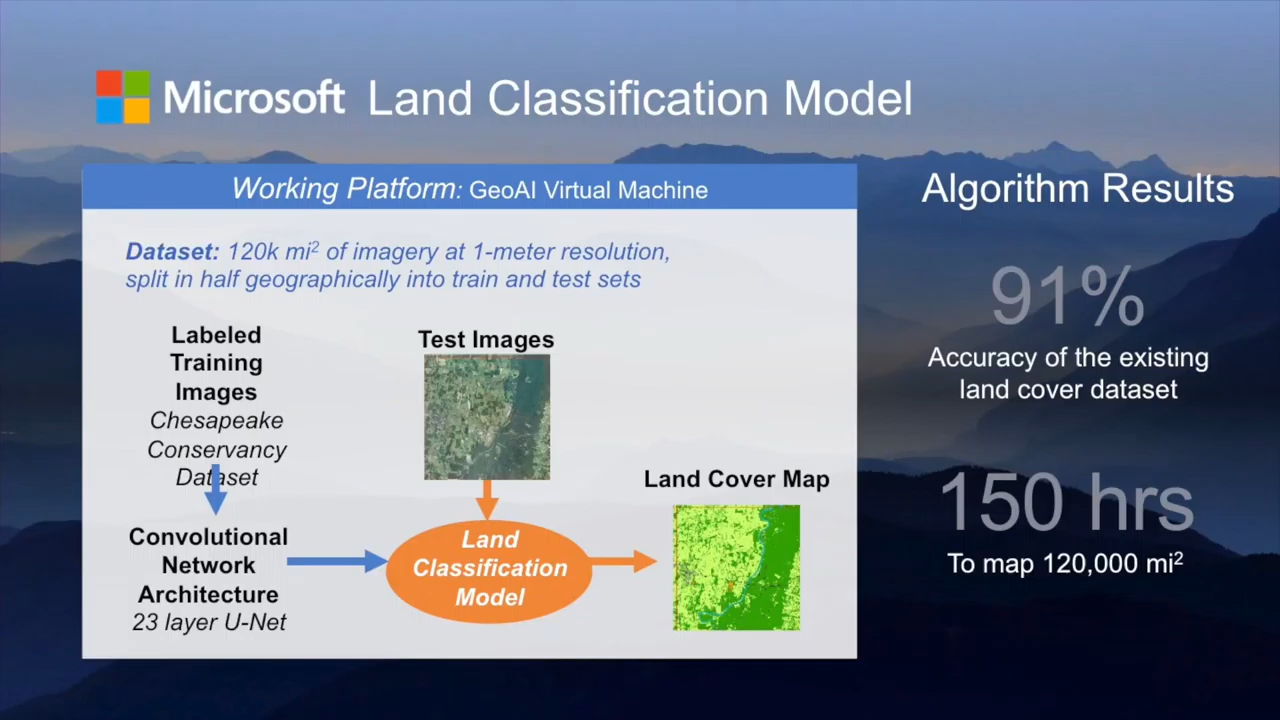 Microsoft Land Classification Model
Working Platform: GeoAI Virtual Machine
Dataset: 120k mi² of imagery at 1-meter resolution,
split in half geographically into train and test sets
Labeled
Training
Images
Chesapeake
Conservancy
Dataset
Convolutional
Network
Architecture
23 layer U-Net
Test Images
Land
Classification
Model
Land Cover Map
Algorithm Results
91%
Accuracy of the existing
land cover dataset
150 hrs
To map 120,000 mi²